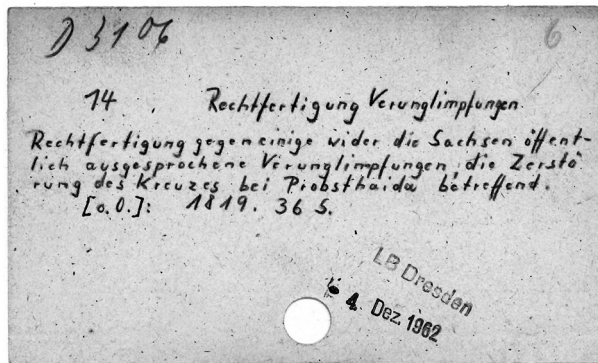 D 3106
6
14 Rechtfertigung Verunglimpfungen.
Rechtfertigung gegen einige wider die Sachsen öffent-
lich ausgesprochene Verunglimpfungen, die Zerstö
rung des Kreuzes bei Probsthaida betreffend.
[o.O.]: 1819. 36 S.
LB Dresden
4. Dez. 1962